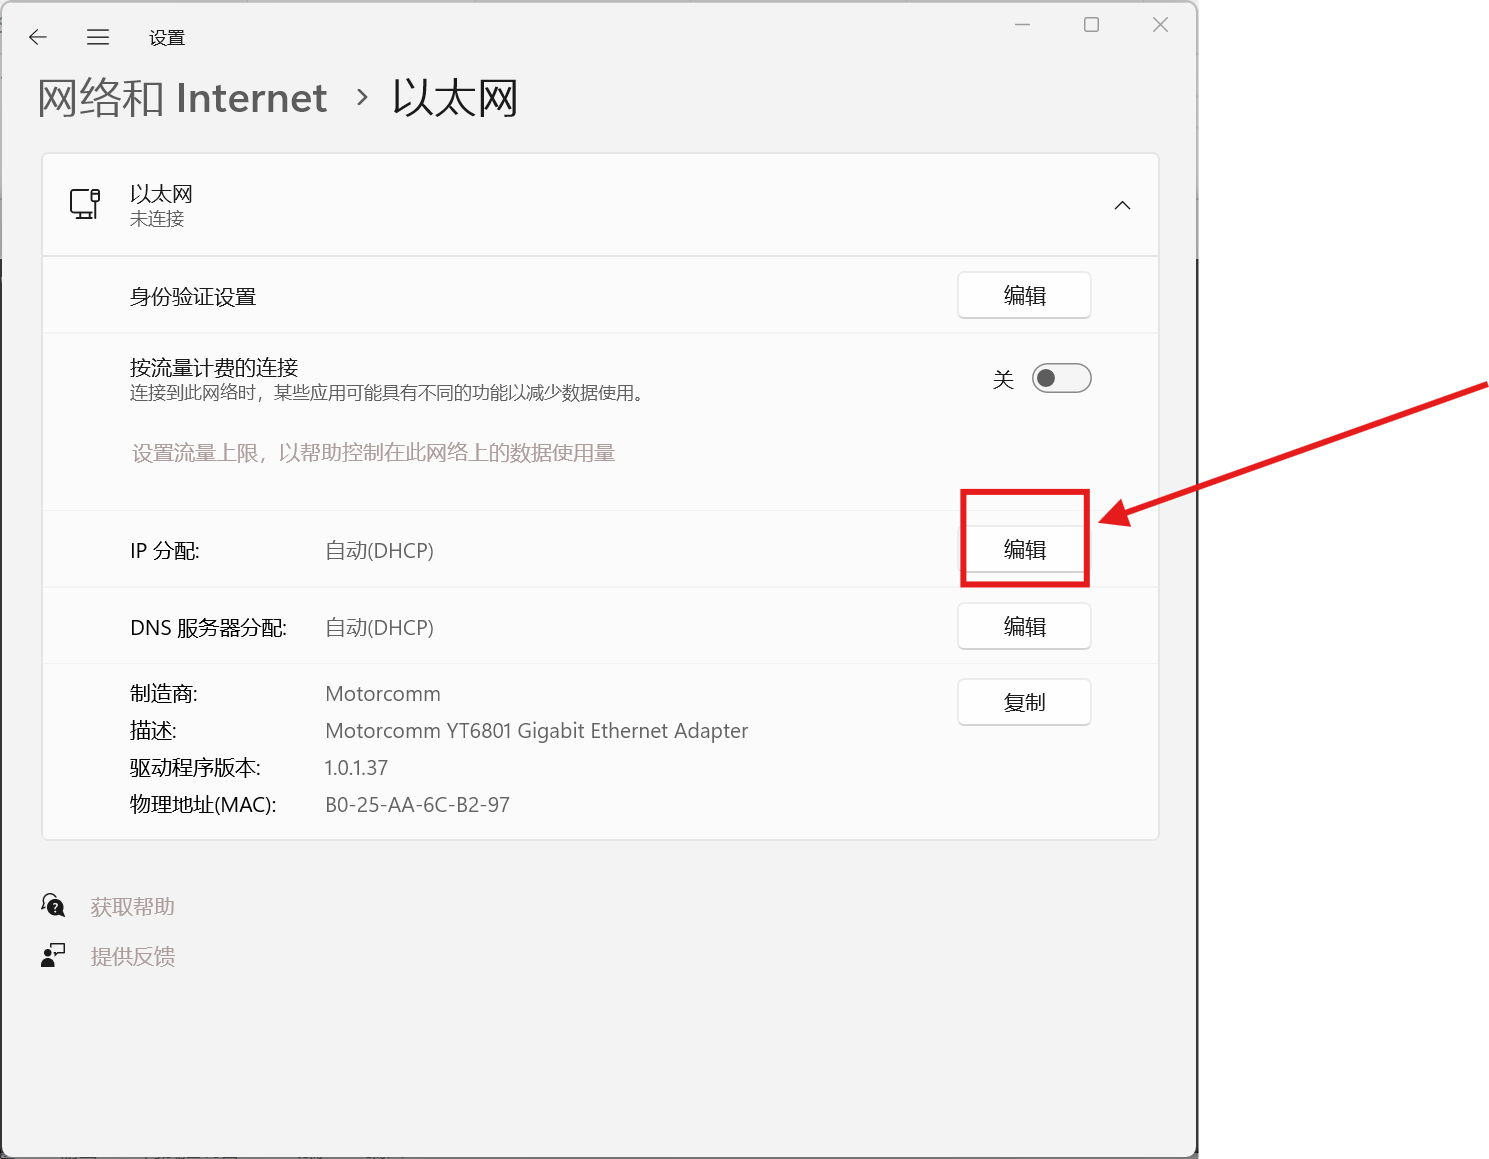 设置
网络和 Internet › 以太网
以太网
未连接
身份验证设置 编辑
按流量计费的连接
连接到此网络时，某些应用可能具有不同的功能以减少数据使用。
关
设置流量上限，以帮助控制在此网络上的数据使用量
IP 分配: 自动(DHCP) 编辑
DNS 服务器分配: 自动(DHCP) 编辑
制造商: Motorcomm 复制
描述: Motorcomm YT6801 Gigabit Ethernet Adapter
驱动程序版本: 1.0.1.37
物理地址(MAC): B0-25-AA-6C-B2-97
获取帮助
提供反馈